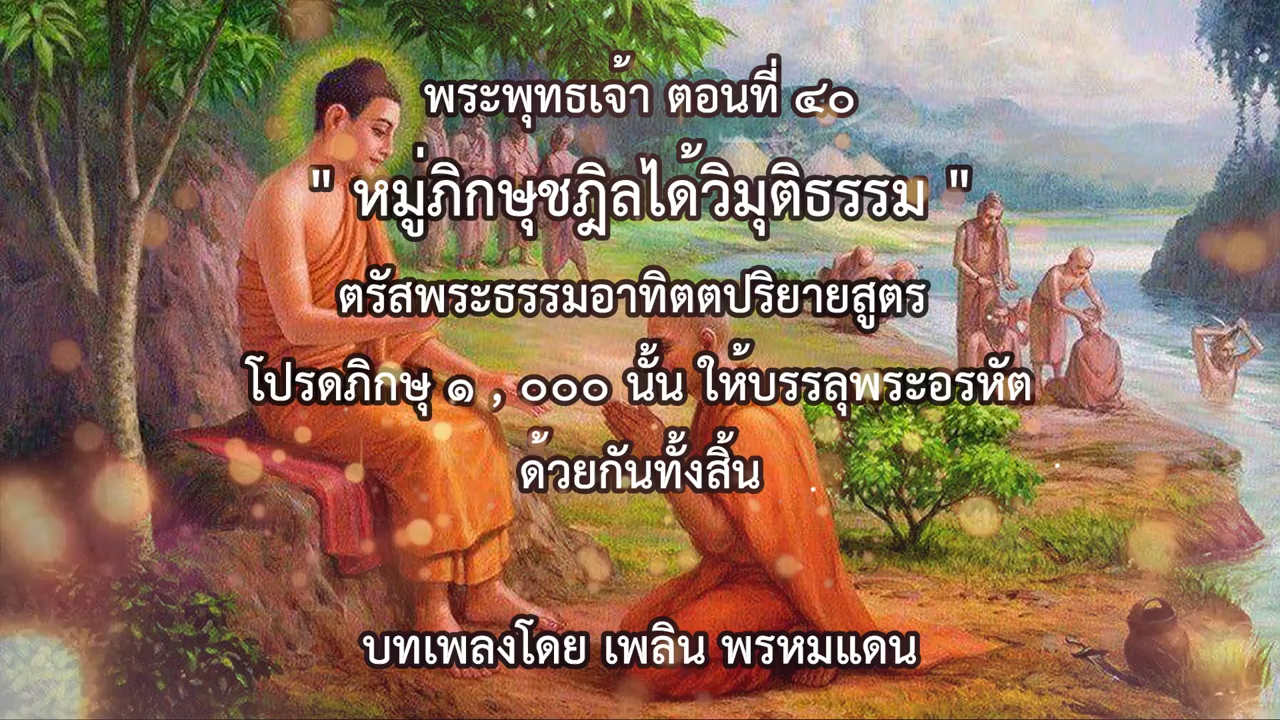 พระพุทธเจ้า ตอนที่ ๔๐
" หมู่ภิกษุชฎิลได้วิมุติธรรม "
ตรัสพระธรรมอาทิตตปริยายสูตร
โปรดภิกษุ ๑ , ๐๐๐ นั้น ให้บรรลุพระอรหัต
ด้วยกันทั้งสิ้น
บทเพลงโดย เพลิน พรหมแดน